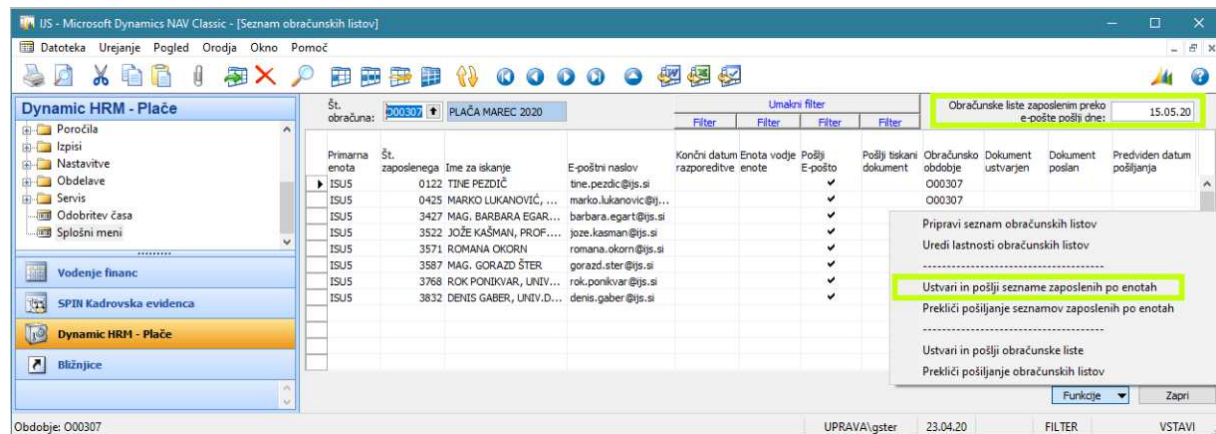 IJS - Microsoft Dynamics NAV Classic - [Seznam obračunskih listov]
Datoteka Urejanje Pogled Orodja Okno Pomoč
Dynamic HRM - Plače
Poročila
Izpisi
Nastavitve
Obdelave
Servis
Odobritev časa
Splošni meni
Vodenje financ
SPIN Kadrovska evidenca
Dynamic HRM - Plače
Bližnjice
Št. obračuna: O00307 PLAČA MAREC 2020
Umakni filter
Filter Filter Filter Filter
Obračunske liste zaposlenim preko e-pošte pošlji dne: 15.05.20
Primarna enota Št. zaposlenega Ime za iskanje E-poštni naslov Končni datum razporeditve Enota vodje enote Pošlji E-pošto Pošlji tiskani dokument Obračunsko obdobje Dokument ustvarjen Dokument poslan Predviden datum pošiljanja
ISU5 0122 TINE PEZDIČ tine.pezdic@ijs.si O00307
ISU5 0425 MARKO LUKANOVIĆ, ... marko.lukanovic@ij... O00307
ISU5 3427 MAG. BARBARA EGAR... barbara.egart@ijs.si
ISU5 3522 JOŽE KAŠMAN, PROF.... joze.kasman@ijs.si
ISU5 3571 ROMANA OKORN romana.okorn@ijs.si
ISU5 3587 MAG. GORAZD ŠTER gorazd.ster@ijs.si
ISU5 3768 ROK PONIKVAR, UNIV... rok.ponikvar@ijs.si
ISU5 3832 DENIS GABER, UNIV.D... denis.gaber@ijs.si
Pripravi seznam obračunskih listov
Uredi lastnosti obračunskih listov
-------------------------------------
Ustvari in pošlji sezname zaposlenih po enotah
Prekliči pošiljanje seznamov zaposlenih po enotah
-------------------------------------
Ustvari in pošlji obračunske liste
Prekliči pošiljanje obračunskih listov
Funkcije Zapri
Obdobje: O00307 UPRAVA\gster 23.04.20 FILTER VSTAVI